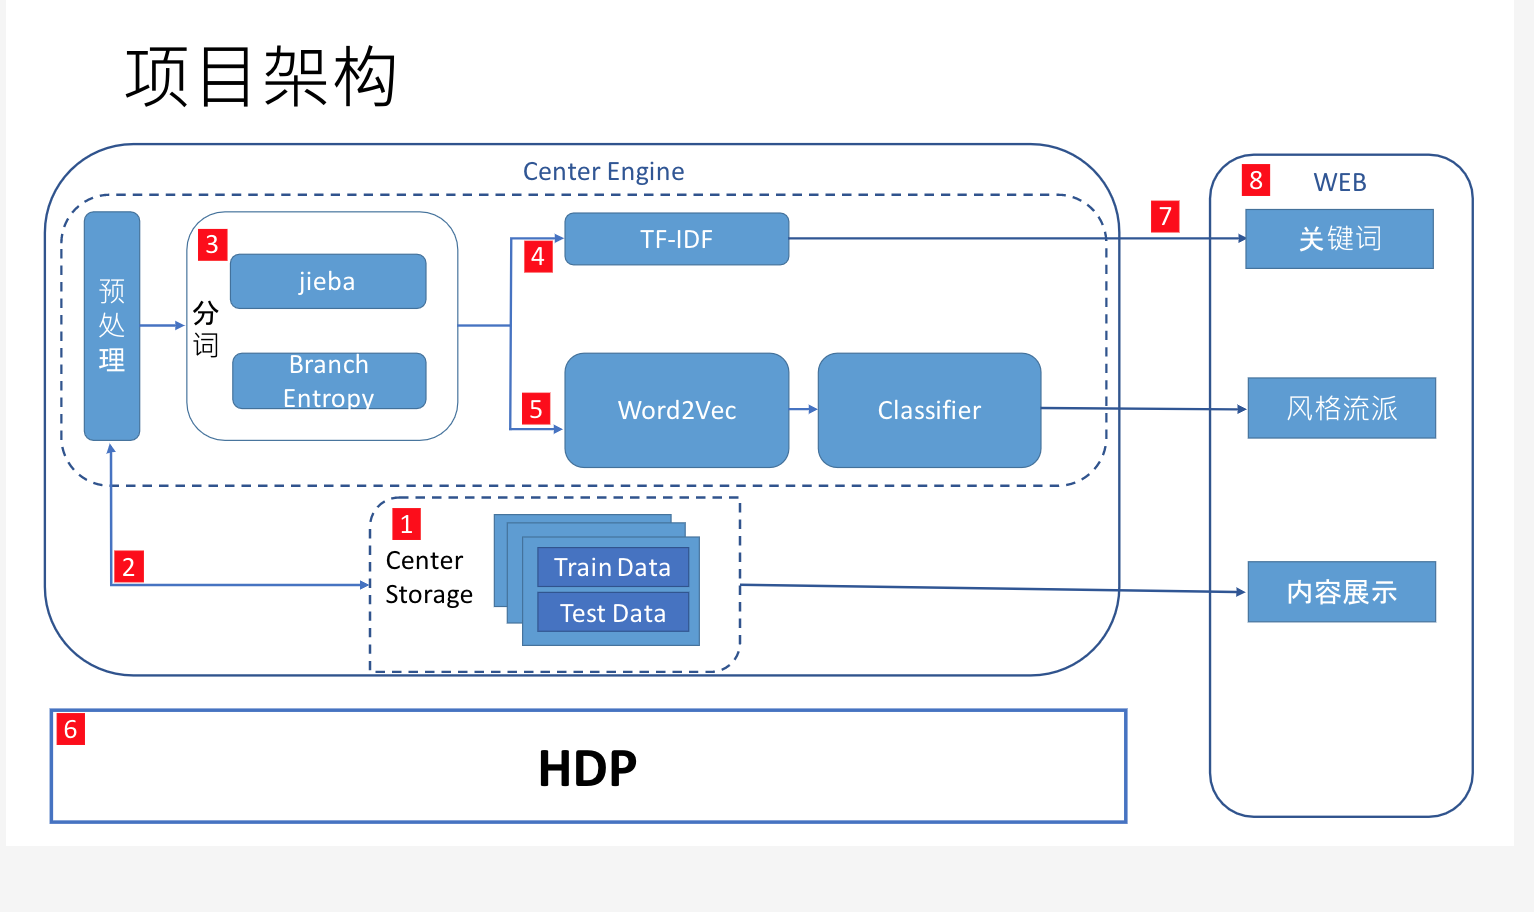 项目架构
Center Engine
8
WEB
7
3
jieba
分
词
Branch
Entropy
预
处
理
4
TF-IDF
关键词
5
Word2Vec
Classifier
风格流派
2
1
Center
Storage
Train Data
Test Data
内容展示
6
HDP